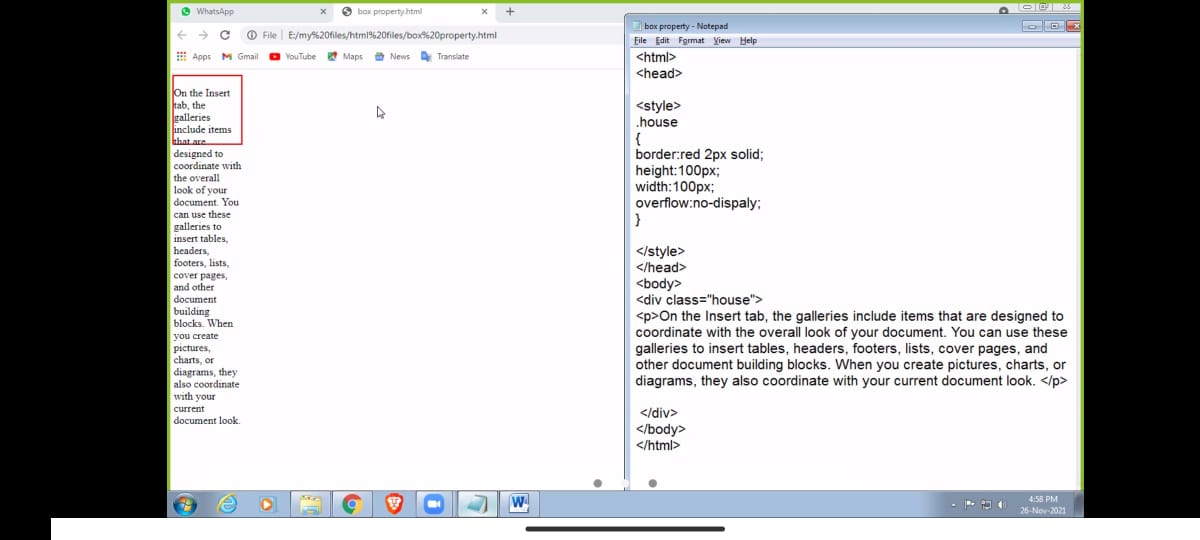 WhatsApp
box property.html
File
E:/my%20files/html%20files/box%20property.html
Apps
Gmail
YouTube
Maps
News
Translate
On the Insert
tab, the
galleries
include items
that are
designed to
coordinate with
the overall
look of your
document. You
can use these
galleries to
insert tables,
headers,
footers, lists,
cover pages,
and other
document
building
blocks. When
you create
pictures,
charts, or
diagrams, they
also coordinate
with your
current
document look.
box property - Notepad
File Edit Format View Help
<html>
<head>
<style>
.house
{
border:red 2px solid;
height:100px;
width:100px;
overflow:no-dispaly;
}
</style>
</head>
<body>
<div class="house">
<p>On the Insert tab, the galleries include items that are designed to
coordinate with the overall look of your document. You can use these
galleries to insert tables, headers, footers, lists, cover pages, and
other document building blocks. When you create pictures, charts, or
diagrams, they also coordinate with your current document look. </p>
</div>
</body>
</html>
4:58 PM
26-Nov-2021